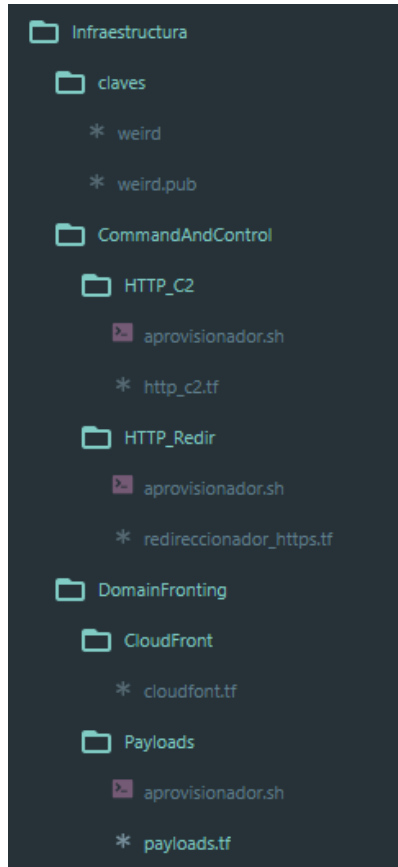 Infraestructura
claves
weird
weird.pub
CommandAndControl
HTTP_C2
aprovisionador.sh
http_c2.tf
HTTP_Redir
aprovisionador.sh
redireccionador_https.tf
DomainFronting
CloudFront
cloudfont.tf
Payloads
aprovisionador.sh
payloads.tf